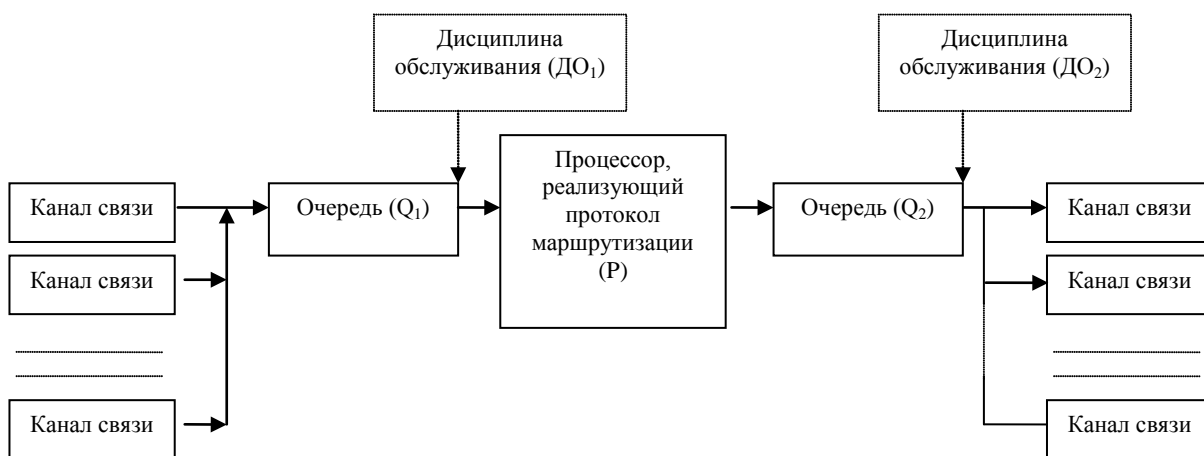 Дисциплина
обслуживания (ДО₁)
Дисциплина
обслуживания (ДО₂)
Процессор,
реализующий
протокол
маршрутизации
(P)
Канал связи
Очередь (Q₁)
Очередь (Q₂)
Канал связи
Канал связи
Канал связи
Канал связи
Канал связи